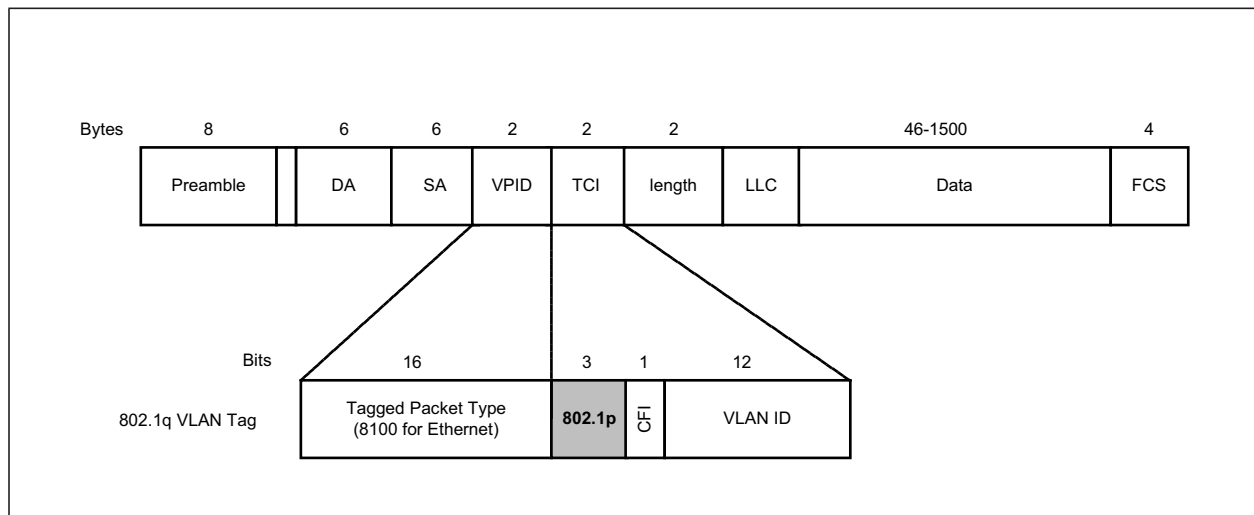 Bytes 8 6 6 2 2 2 46-1500 4
Preamble DA SA VPID TCI length LLC Data FCS
Bits 16 3 1 12
802.1q VLAN Tag
Tagged Packet Type
(8100 for Ethernet)
802.1p
CFI
VLAN ID